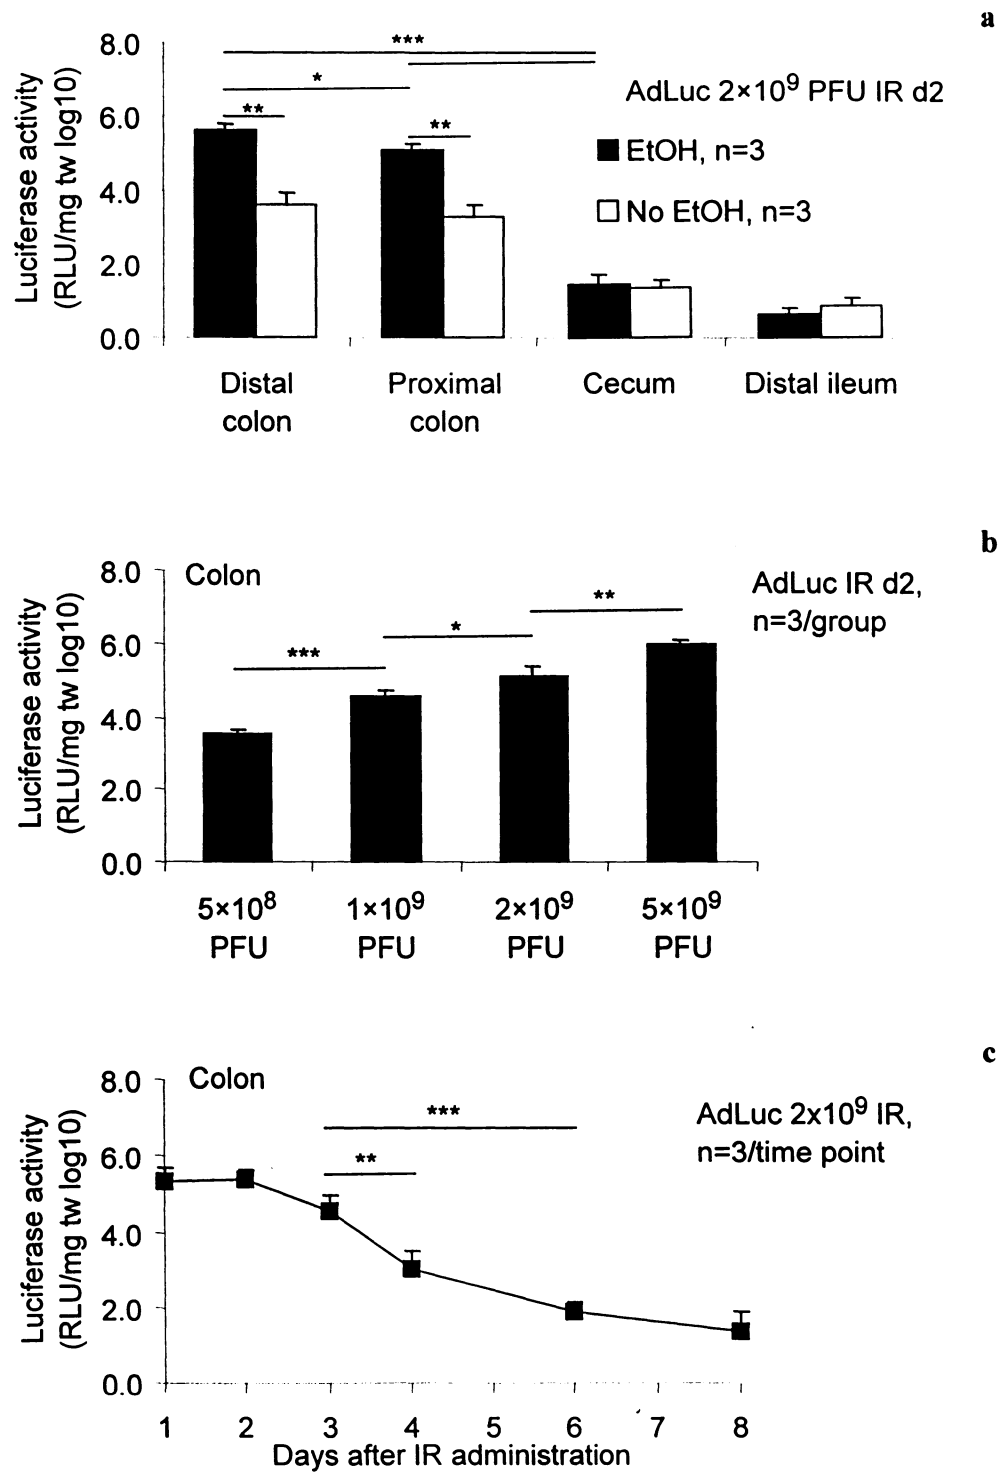 a
Luciferase activity
(RLU/mg tw log10)
8.0
6.0
4.0
2.0
0.0
***
*
**
**
AdLuc 2×10⁹ PFU IR d2
EtOH, n=3
No EtOH, n=3
Distal colon
Proximal colon
Cecum
Distal ileum
b
Luciferase activity
(RLU/mg tw log10)
8.0
6.0
4.0
2.0
0.0
Colon
***
*
**
AdLuc IR d2,
n=3/group
5×10⁸ PFU
1×10⁹ PFU
2×10⁹ PFU
5×10⁹ PFU
c
Luciferase activity
(RLU/mg tw log10)
8.0
6.0
4.0
2.0
0.0
Colon
***
**
AdLuc 2x10⁹ IR,
n=3/time point
1 2 3 4 5 6 7 8
Days after IR administration